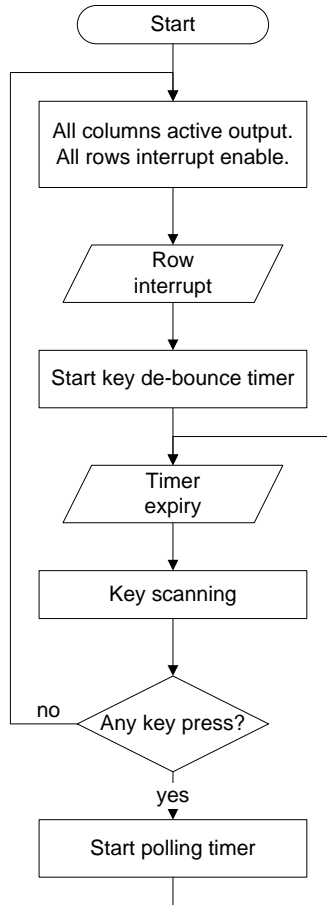 Start
All columns active output.
All rows interrupt enable.
Row
interrupt
Start key de-bounce timer
Timer
expiry
Key scanning
no
Any key press?
yes
Start polling timer